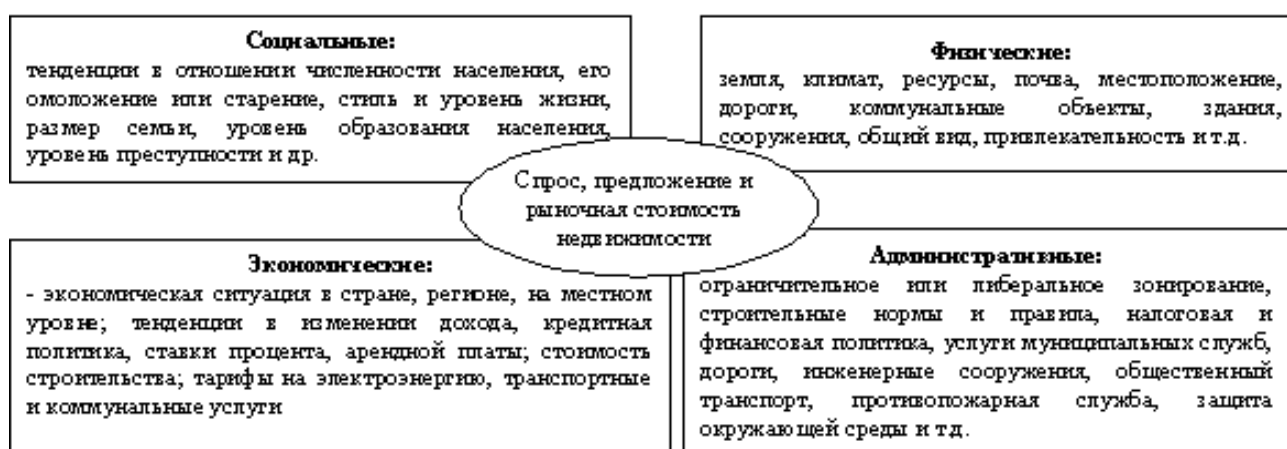 Социальные:
тенденции в отношении численности населения, его
омоложение или старение, стиль и уровень жизни,
размер семьи, уровень образования населения,
уровень преступности и др.
Физические:
земля, климат, ресурсы, почва, местоположение,
дороги, коммунальные объекты, здания,
сооружения, общий вид, привлекательность и т.д.
Спрос, предложение и
рыночная стоимость
недвижимости
Экономические:
- экономическая ситуация в стране, регионе, на местном
уровне; тенденции в изменении дохода, кредитная
политика, ставки процента, арендной платы; стоимость
строительства; тарифы на электроэнергию, транспортные
и коммунальные услуги
Административные:
ограничительное или либеральное зонирование,
строительные нормы и правила, налоговая и
финансовая политика, услуги муниципальных служб,
дороги, инженерные сооружения, общественный
транспорт, противопожарная служба, защита
окружающей среды и т.д.